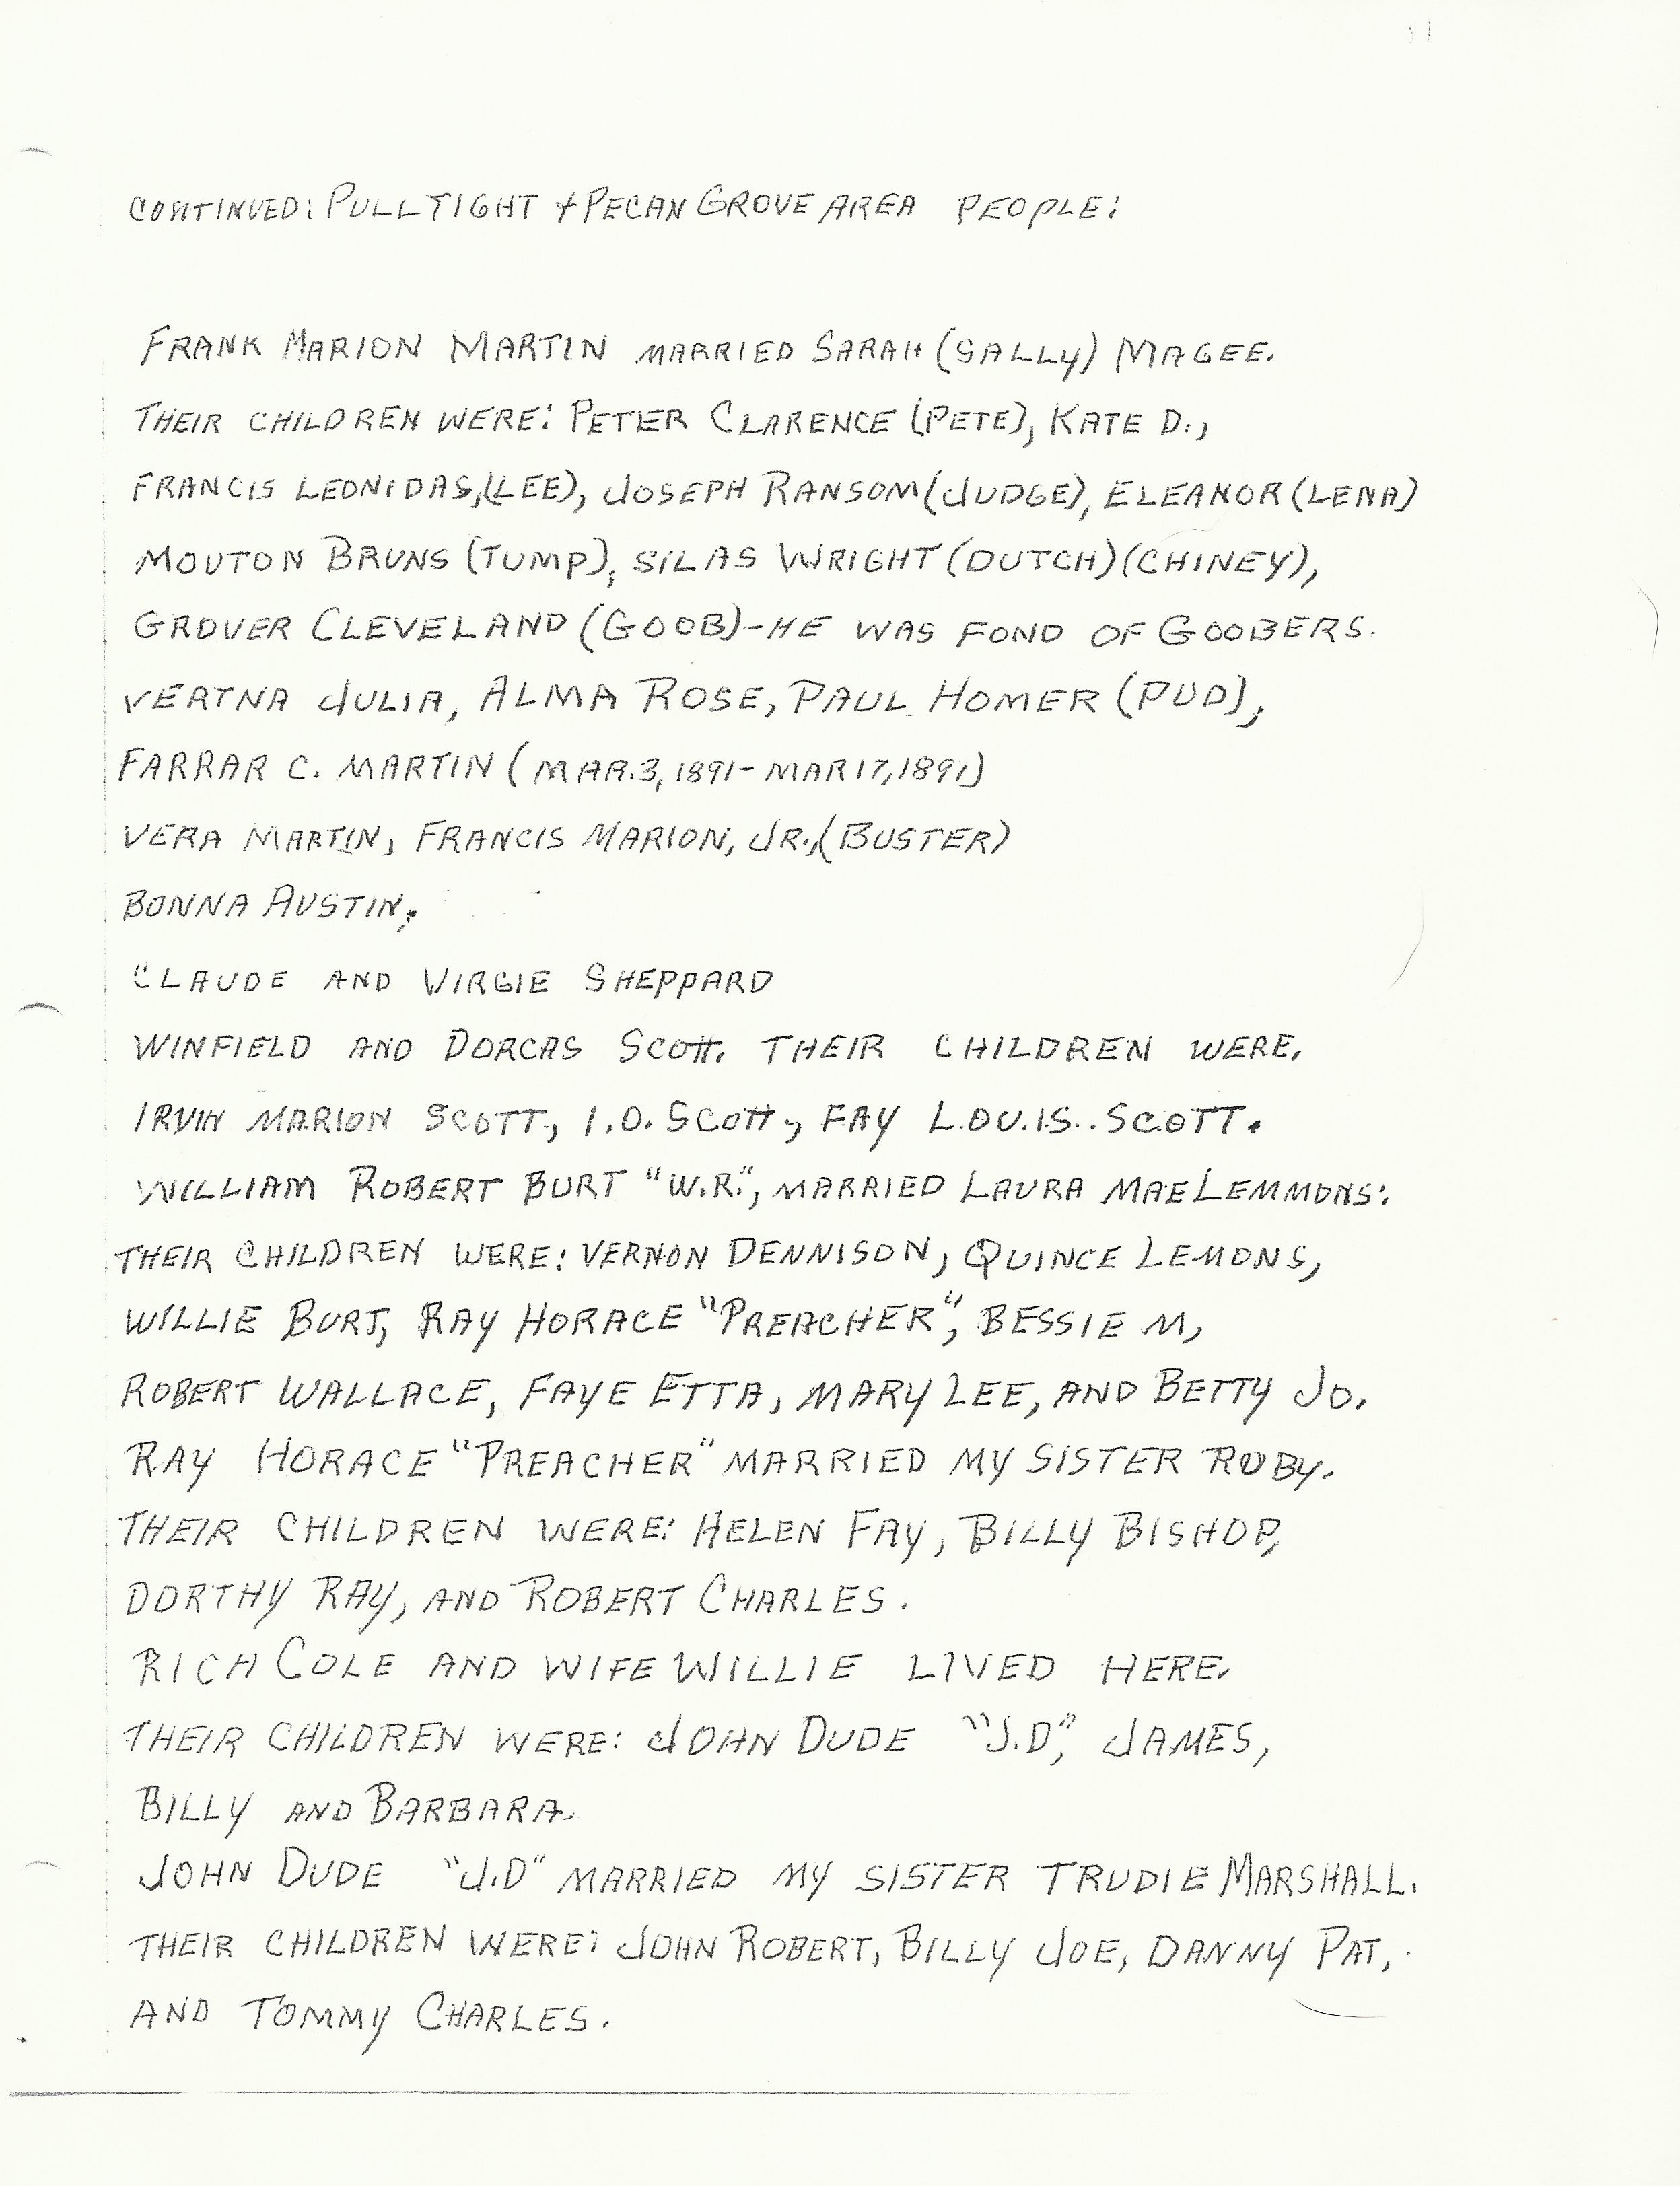 CONTINUED: PULLTIGHT + PECAN GROVE AREA PEOPLE:
FRANK MARION MARTIN MARRIED SARAH (SALLY) MAGEE.
THEIR CHILDREN WERE: PETER CLARENCE (PETE), KATE D.,
FRANCIS LEONIDAS,(LEE), JOSEPH RANSOM (JUDGE), ELEANOR (LENA)
MOUTON BRUNS (TUMP), SILAS WRIGHT (DUTCH) (CHINEY),
GROVER CLEVELAND (GOOB)-HE WAS FOND OF GOOBERS.
VERTNA JULIA, ALMA ROSE, PAUL HOMER (PUD),
FARRAR C. MARTIN (MAR.3, 1891- MAR 17, 1891)
VERA MARTIN, FRANCIS MARION, JR., (BUSTER)
BONNA AUSTIN;
CLAUDE AND VIRGIE SHEPPARD
WINFIELD AND DORCAS SCOTT. THEIR CHILDREN WERE.
IRVIN MARION SCOTT, I.O. SCOTT, FAY LOUIS SCOTT.
WILLIAM ROBERT BURT "W.R.", MARRIED LAURA MAE LEMMONS:
THEIR CHILDREN WERE: VERNON DENNISON, QUINCE LEMONS,
WILLIE BURT, RAY HORACE "PREACHER", BESSIE M,
ROBERT WALLACE, FAYE ETTA, MARY LEE, AND BETTY JO.
RAY HORACE "PREACHER" MARRIED MY SISTER RUBY.
THEIR CHILDREN WERE: HELEN FAY, BILLY BISHOP,
DORTHY RAY, AND ROBERT CHARLES.
RICH COLE AND WIFE WILLIE LIVED HERE.
THEIR CHILDREN WERE: JOHN DUDE "J.D", JAMES,
BILLY AND BARBARA.
JOHN DUDE "J.D" MARRIED MY SISTER TRUDIE MARSHALL.
THEIR CHILDREN WERE: JOHN ROBERT, BILLY JOE, DANNY PAT,
AND TOMMY CHARLES.